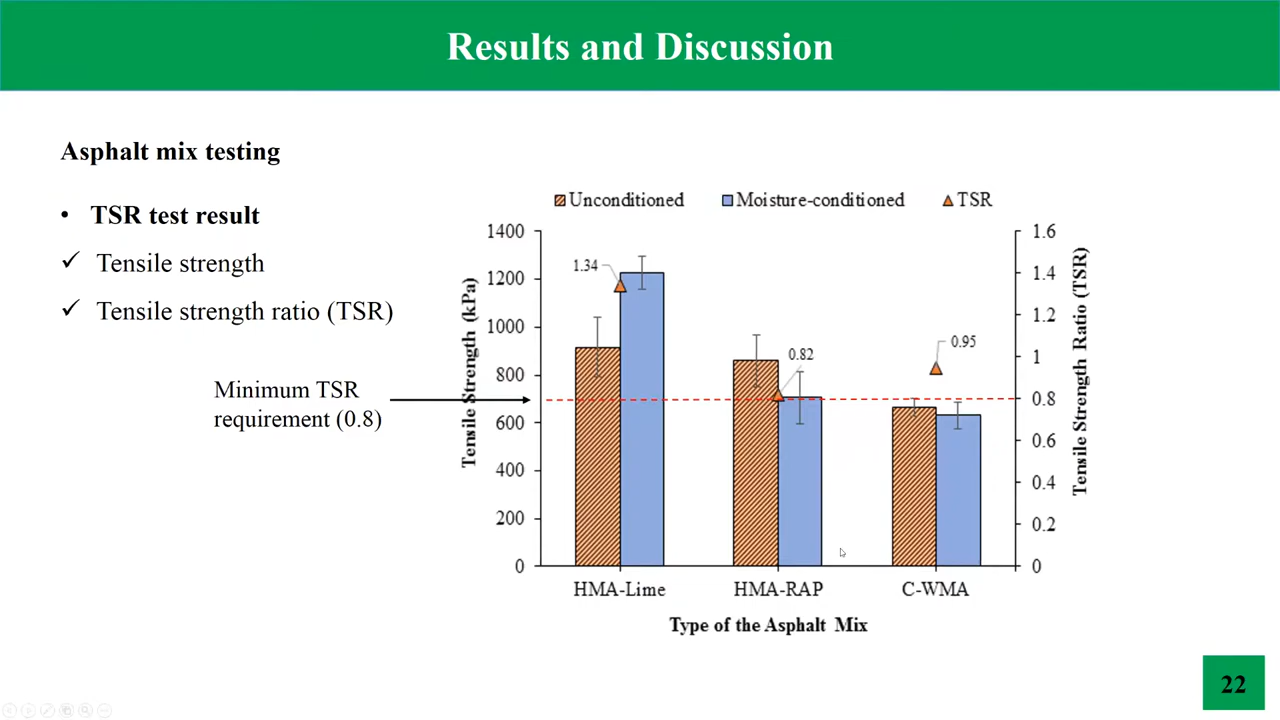 Results and Discussion
Asphalt mix testing
• TSR test result
✓ Tensile strength
✓ Tensile strength ratio (TSR)
Minimum TSR
requirement (0.8)
Unconditioned Moisture-conditioned TSR
Tensile Strength (kPa)
1400
1200
1000
800
600
400
200
0
1.34
0.82
0.95
1.6
1.4
1.2
1
0.8
0.6
0.4
0.2
0
Tensile Strength Ratio (TSR)
HMA-Lime HMA-RAP C-WMA
Type of the Asphalt Mix
22